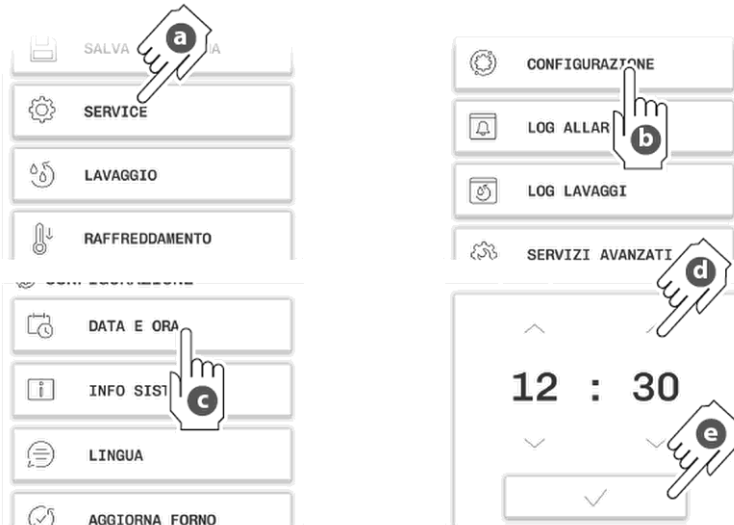 SALVA
a
SERVICE
LAVAGGIO
RAFFREDDAMENTO
CONFIGURAZIONE
LOG ALLAR
b
LOG LAVAGGI
SERVIZI AVANZATI
d
DATA E ORA
INFO SIST
c
LINGUA
AGGIORNA FORNO
12 : 30
e